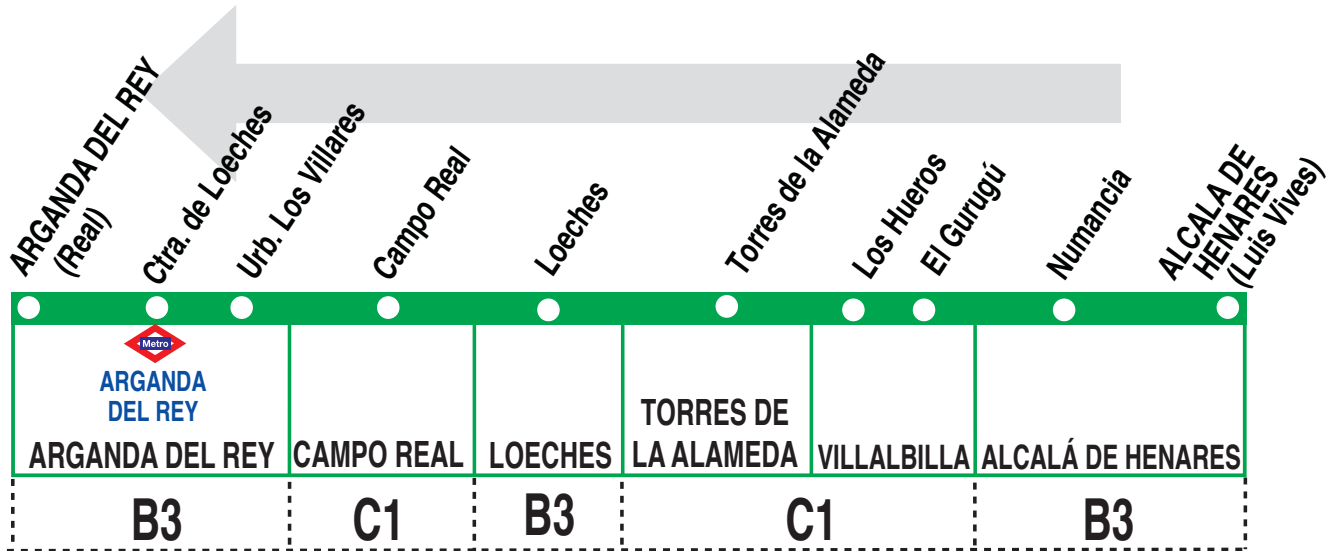 ARGANDA DEL REY
(Real)
Ctra. de Loeches
Urb. Los Villares
Campo Real
Loeches
Torres de la Alameda
Los Hueros
El Gurugú
Numancia
ALCALA DE
HENARES
(Luis Vives)
Metro
ARGANDA
DEL REY
ARGANDA DEL REY
CAMPO REAL
LOECHES
TORRES DE
LA ALAMEDA
VILLALBILLA
ALCALÁ DE HENARES
B3
C1
B3
C1
B3